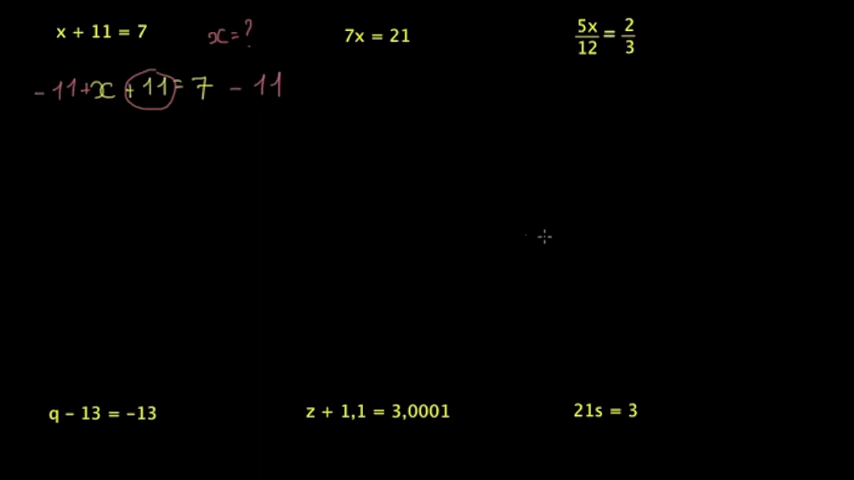 x + 11 = 7
x = ?
7x = 21
5x/12 = 2/3
- 11 + x + 11 = 7 - 11
q – 13 = –13
z + 1,1 = 3,0001
21s = 3